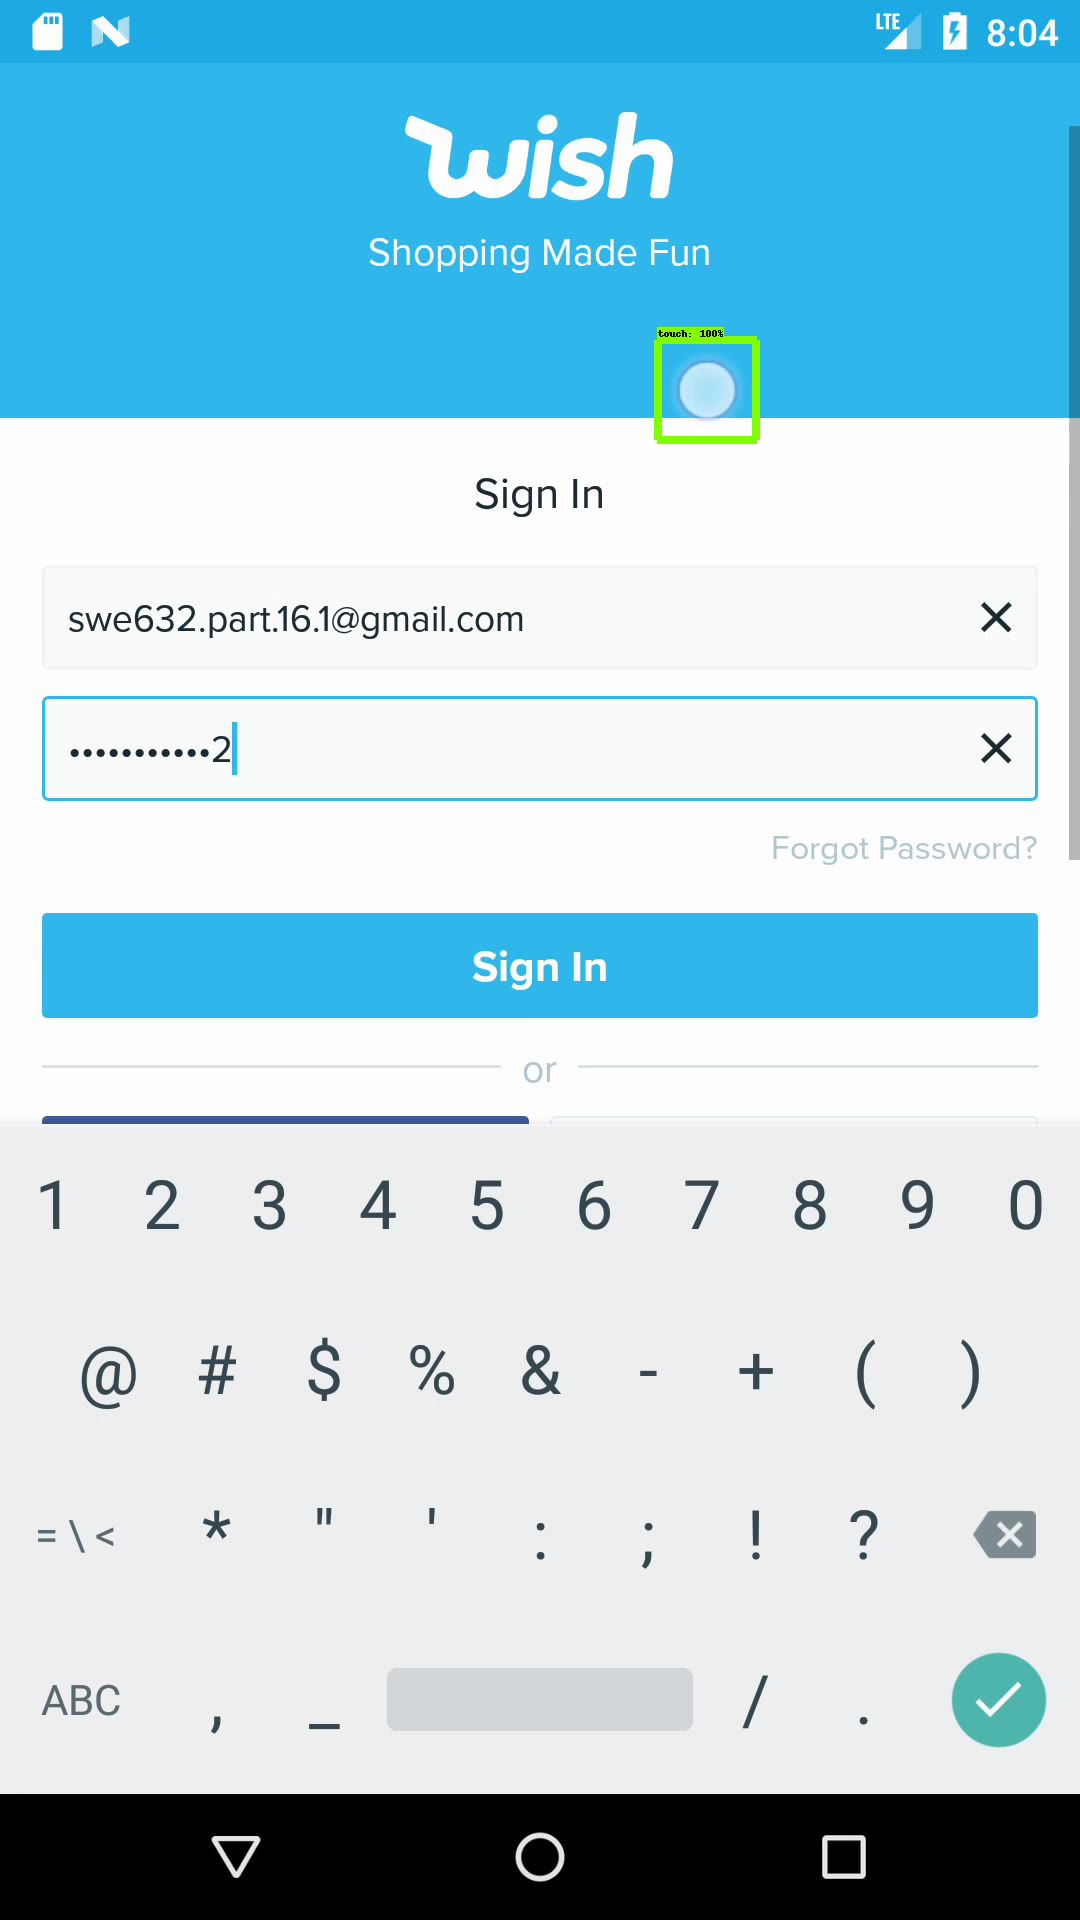 LTE 8:04
wish
Shopping Made Fun
touch: 100%
Sign In
swe632.part.16.1@gmail.com
•••••••••••2
Forgot Password?
Sign In
or
1 2 3 4 5 6 7 8 9 0
@ # $ % & - + ( )
= \ < * " ' : ; ! ?
ABC , _ / .